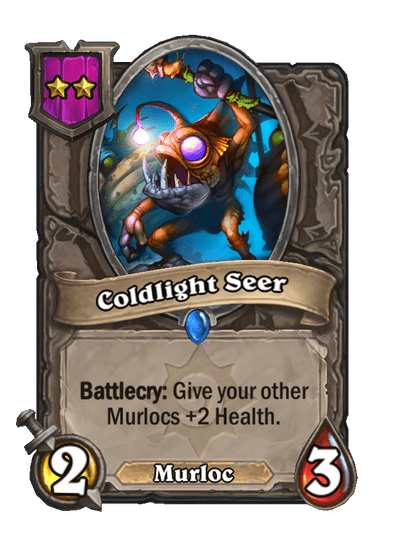 Coldlight Seer
Battlecry: Give your other
Murlocs +2 Health.
2
Murloc
3